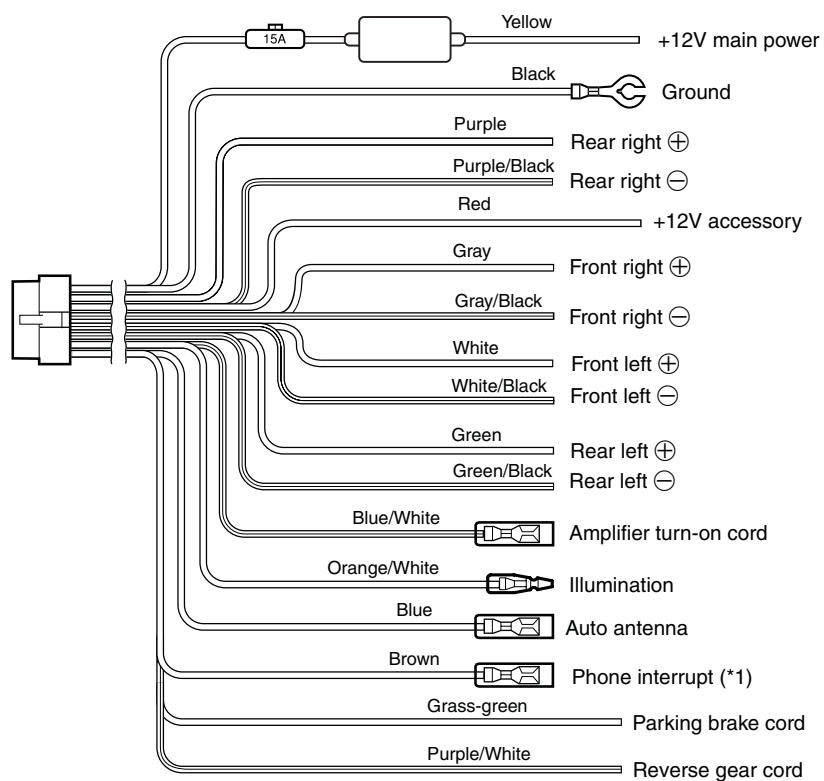 Yellow
15A
+12V main power
Black
Ground
Purple
Rear right ⊕
Purple/Black
Rear right ⊖
Red
+12V accessory
Gray
Front right ⊕
Gray/Black
Front right ⊖
White
Front left ⊕
White/Black
Front left ⊖
Green
Rear left ⊕
Green/Black
Rear left ⊖
Blue/White
Amplifier turn-on cord
Orange/White
Illumination
Blue
Auto antenna
Brown
Phone interrupt (*1)
Grass-green
Parking brake cord
Purple/White
Reverse gear cord